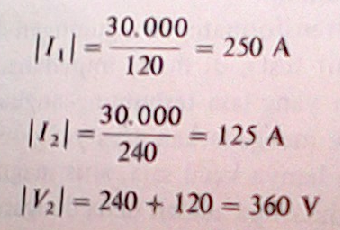 |I₁| = 30.000 / 120 = 250 A
|I₂| = 30.000 / 240 = 125 A
|V₂| = 240 + 120 = 360 V